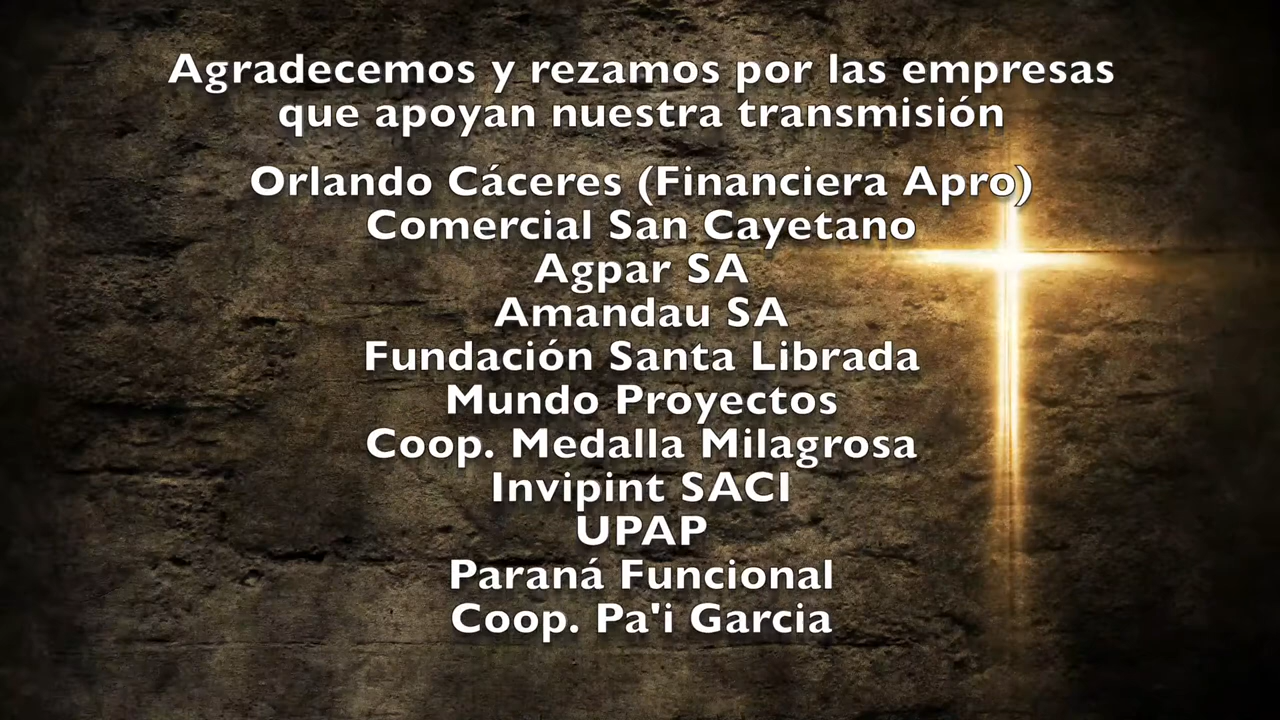 Agradecemos y rezamos por las empresas
que apoyan nuestra transmisión
Orlando Cáceres (Financiera Apro)
Comercial San Cayetano
Agpar SA
Amandau SA
Fundación Santa Librada
Mundo Proyectos
Coop. Medalla Milagrosa
Invipint SACI
UPAP
Paraná Funcional
Coop. Pa'i Garcia